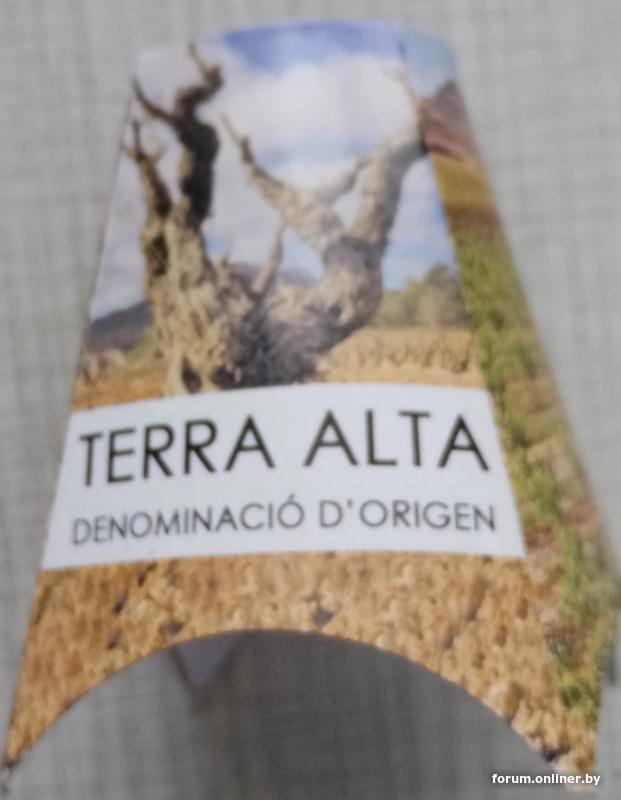 TERRA ALTA
DENOMINACIÓ D'ORIGEN
forum.onliner.by